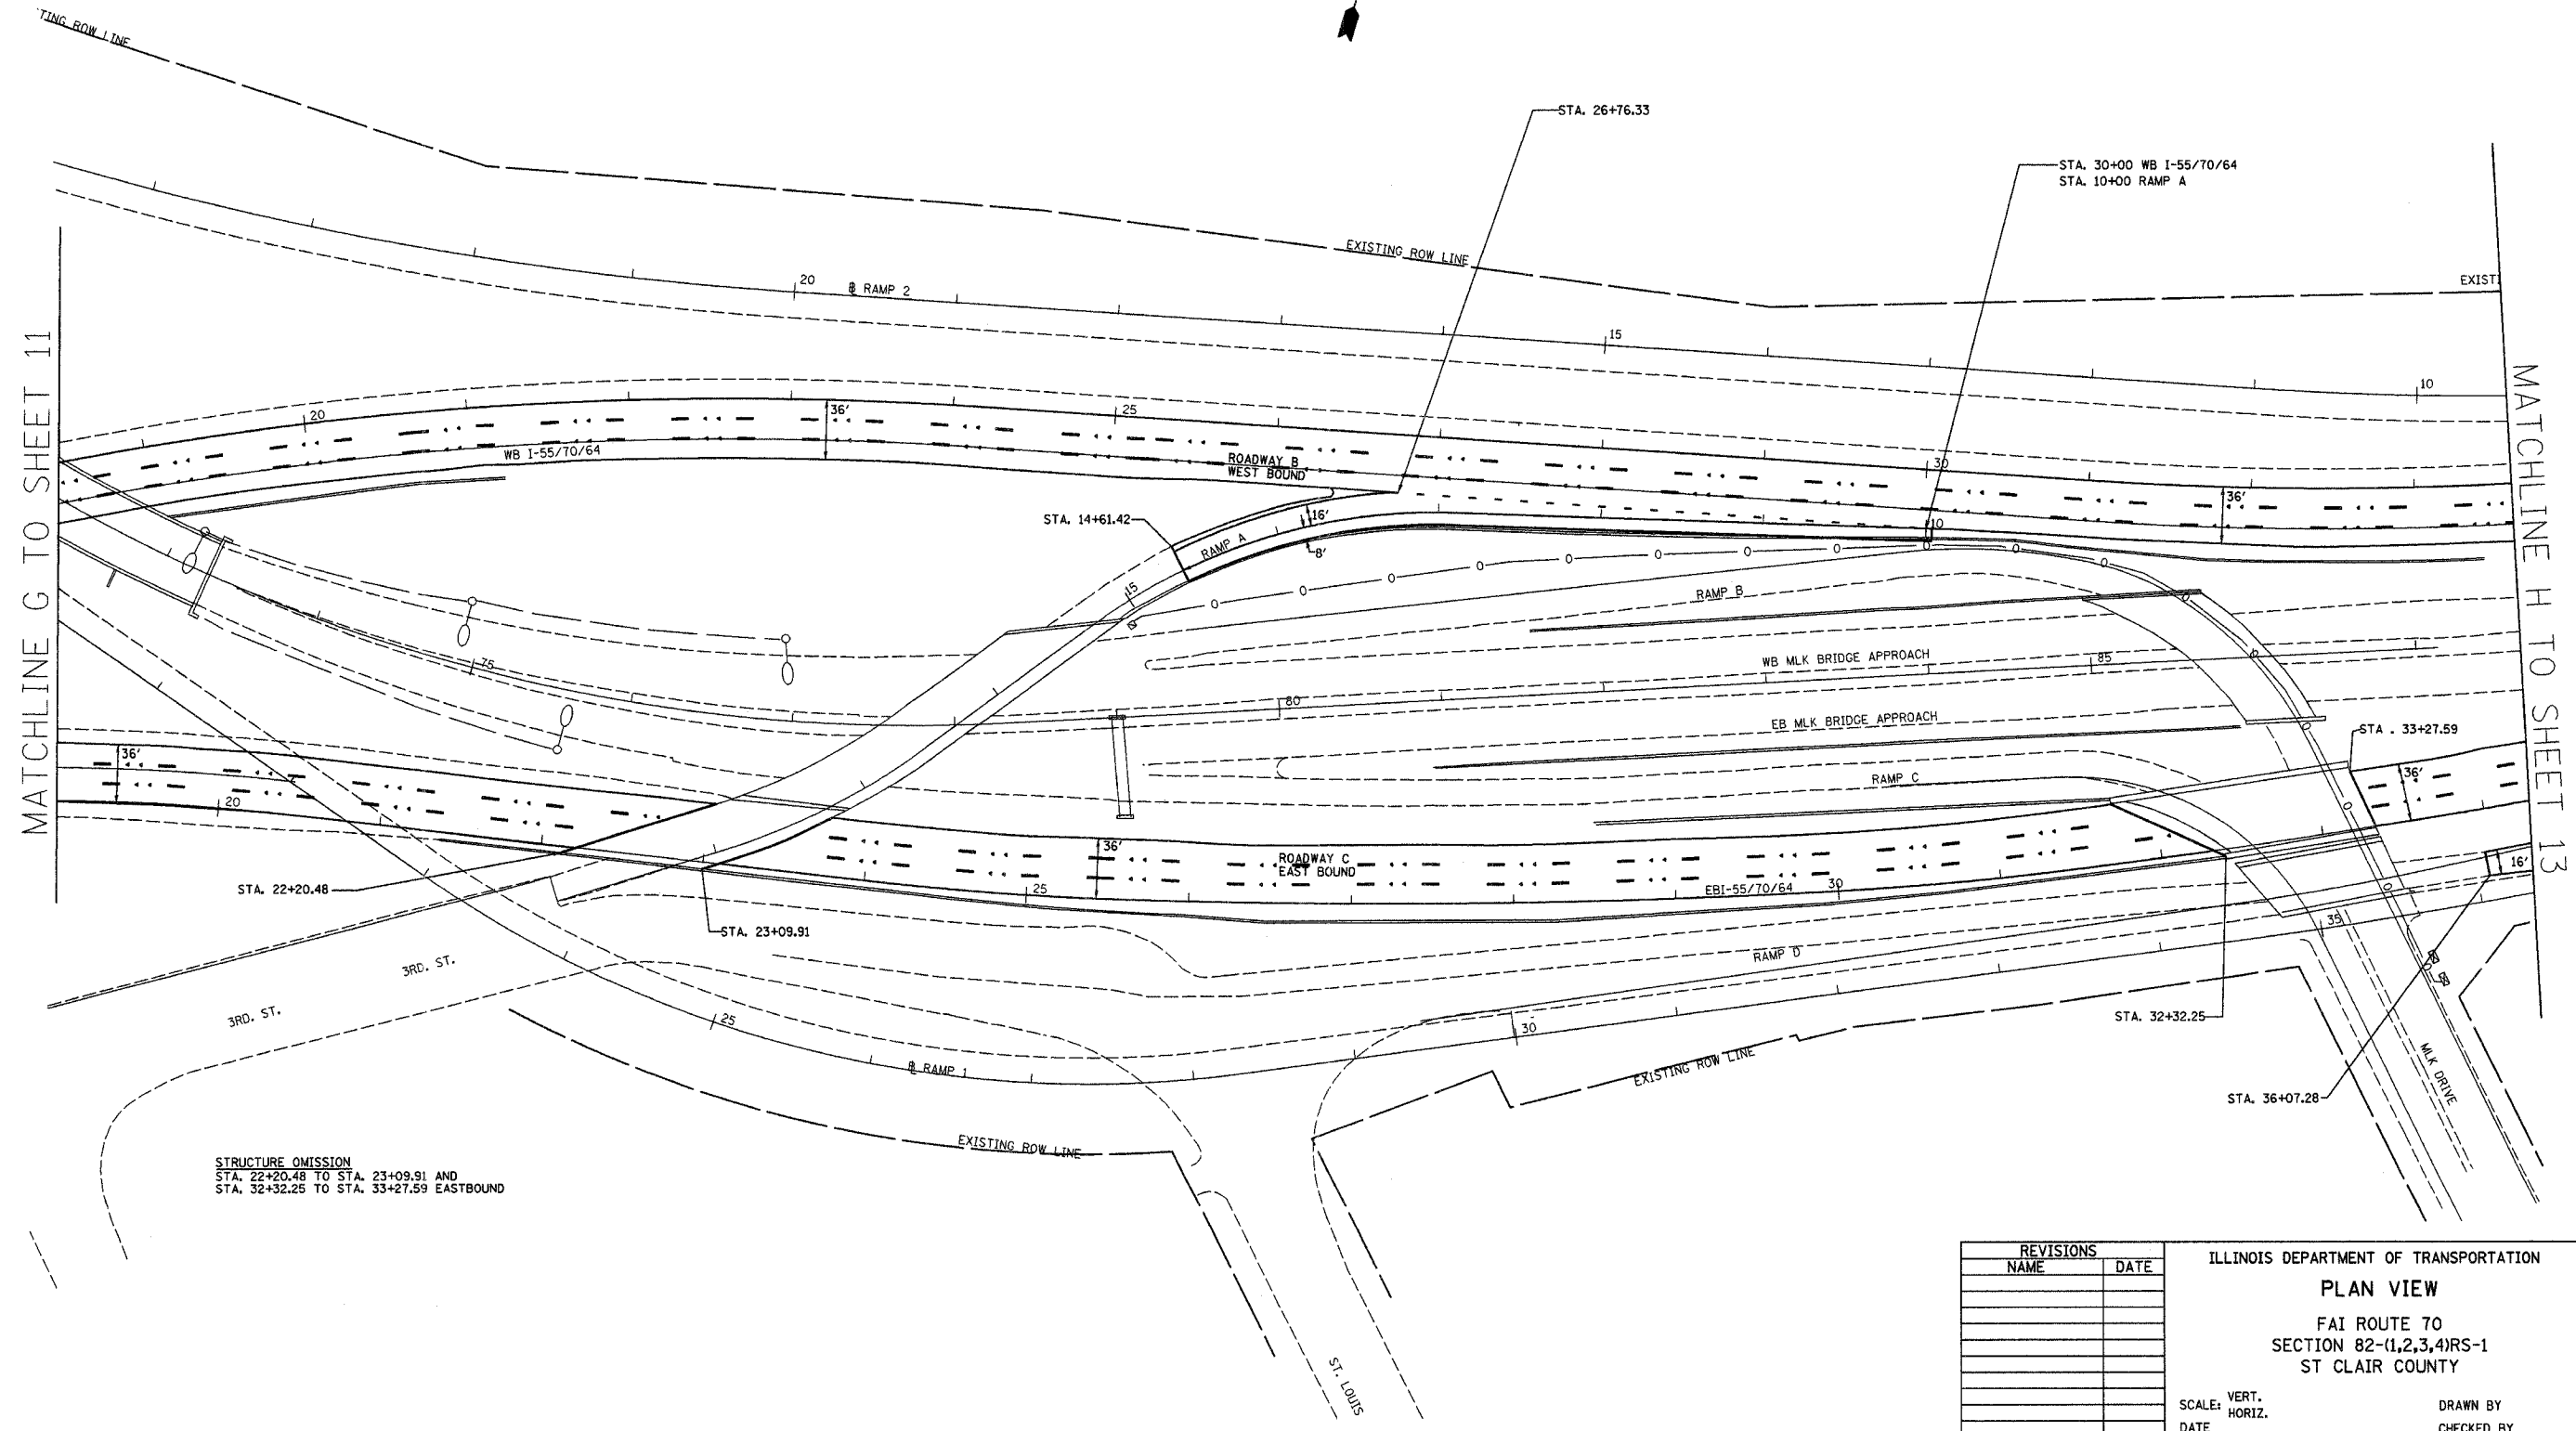 TING ROW LINE
STA. 26+76.33
STA. 30+00 WB I-55/70/64
STA. 10+00 RAMP A
EXISTING ROW LINE
EXISTI
20
RAMP 2
15
10
MATCHLINE G TO SHEET 11
MATCHLINE H TO SHEET 13
20
36'
25
WB I-55/70/64
ROADWAY B
WEST BOUND
30
36'
STA. 14+61.42
16'
10
RAMP A
8'
15
RAMP B
75
WB MLK BRIDGE APPROACH
85
80
EB MLK BRIDGE APPROACH
STA . 33+27.59
36'
RAMP C
36'
20
36'
ROADWAY C
EAST BOUND
16'
STA. 22+20.48
25
EBI-55/70/64
30
STA. 23+09.91
35
3RD. ST.
RAMP D
3RD. ST.
25
30
STA. 32+32.25
RAMP 1
EXISTING ROW LINE
MLK DRIVE
STA. 36+07.28
EXISTING ROW LINE
STRUCTURE OMISSION
STA. 22+20.48 TO STA. 23+09.91 AND
STA. 32+32.25 TO STA. 33+27.59 EASTBOUND
ST. LOUIS
REVISIONS
NAME DATE
ILLINOIS DEPARTMENT OF TRANSPORTATION
PLAN VIEW
FAI ROUTE 70
SECTION 82-(1,2,3,4)RS-1
ST CLAIR COUNTY
SCALE: VERT.
HORIZ.
DRAWN BY
DATE
CHECKED BY